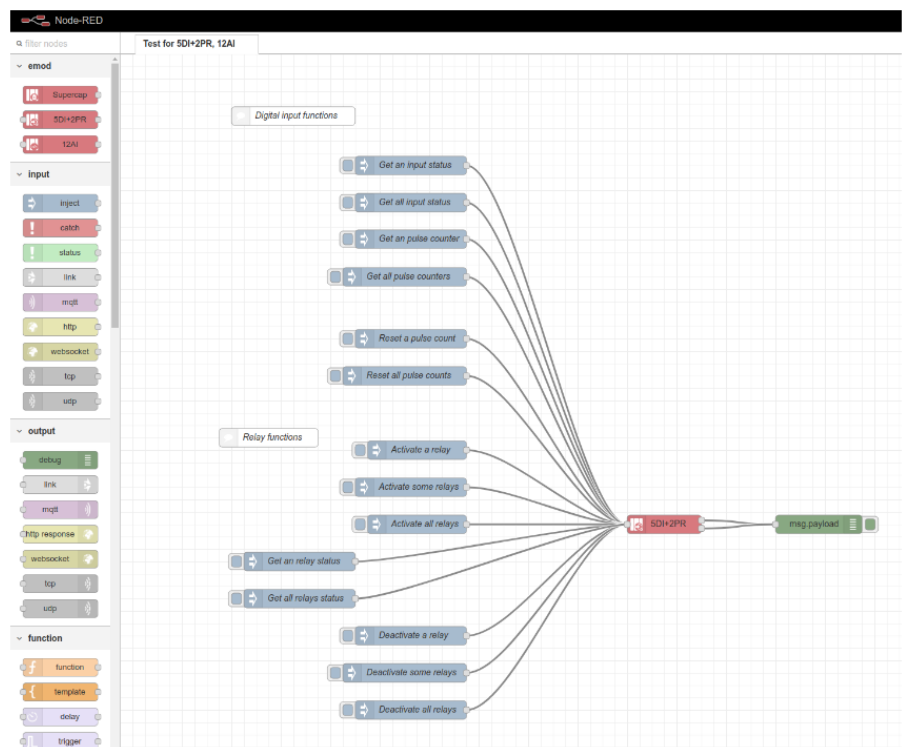 Node-RED
filter nodes
Test for 5DI+2PR, 12AI
emod
Supercap
5DI+2PR
12AI
input
inject
catch
status
link
mqtt
http
websocket
tcp
udp
output
debug
link
mqtt
http response
websocket
tcp
udp
function
function
template
delay
trigger
Digital input functions
Get an input status
Get all input status
Get an pulse counter
Get all pulse counters
Reset a pulse count
Reset all pulse counts
Relay functions
Activate a relay
Activate some relays
Activate all relays
Get an relay status
Get all relays status
Deactivate a relay
Deactivate some relays
Deactivate all relays
5DI+2PR
msg.payload